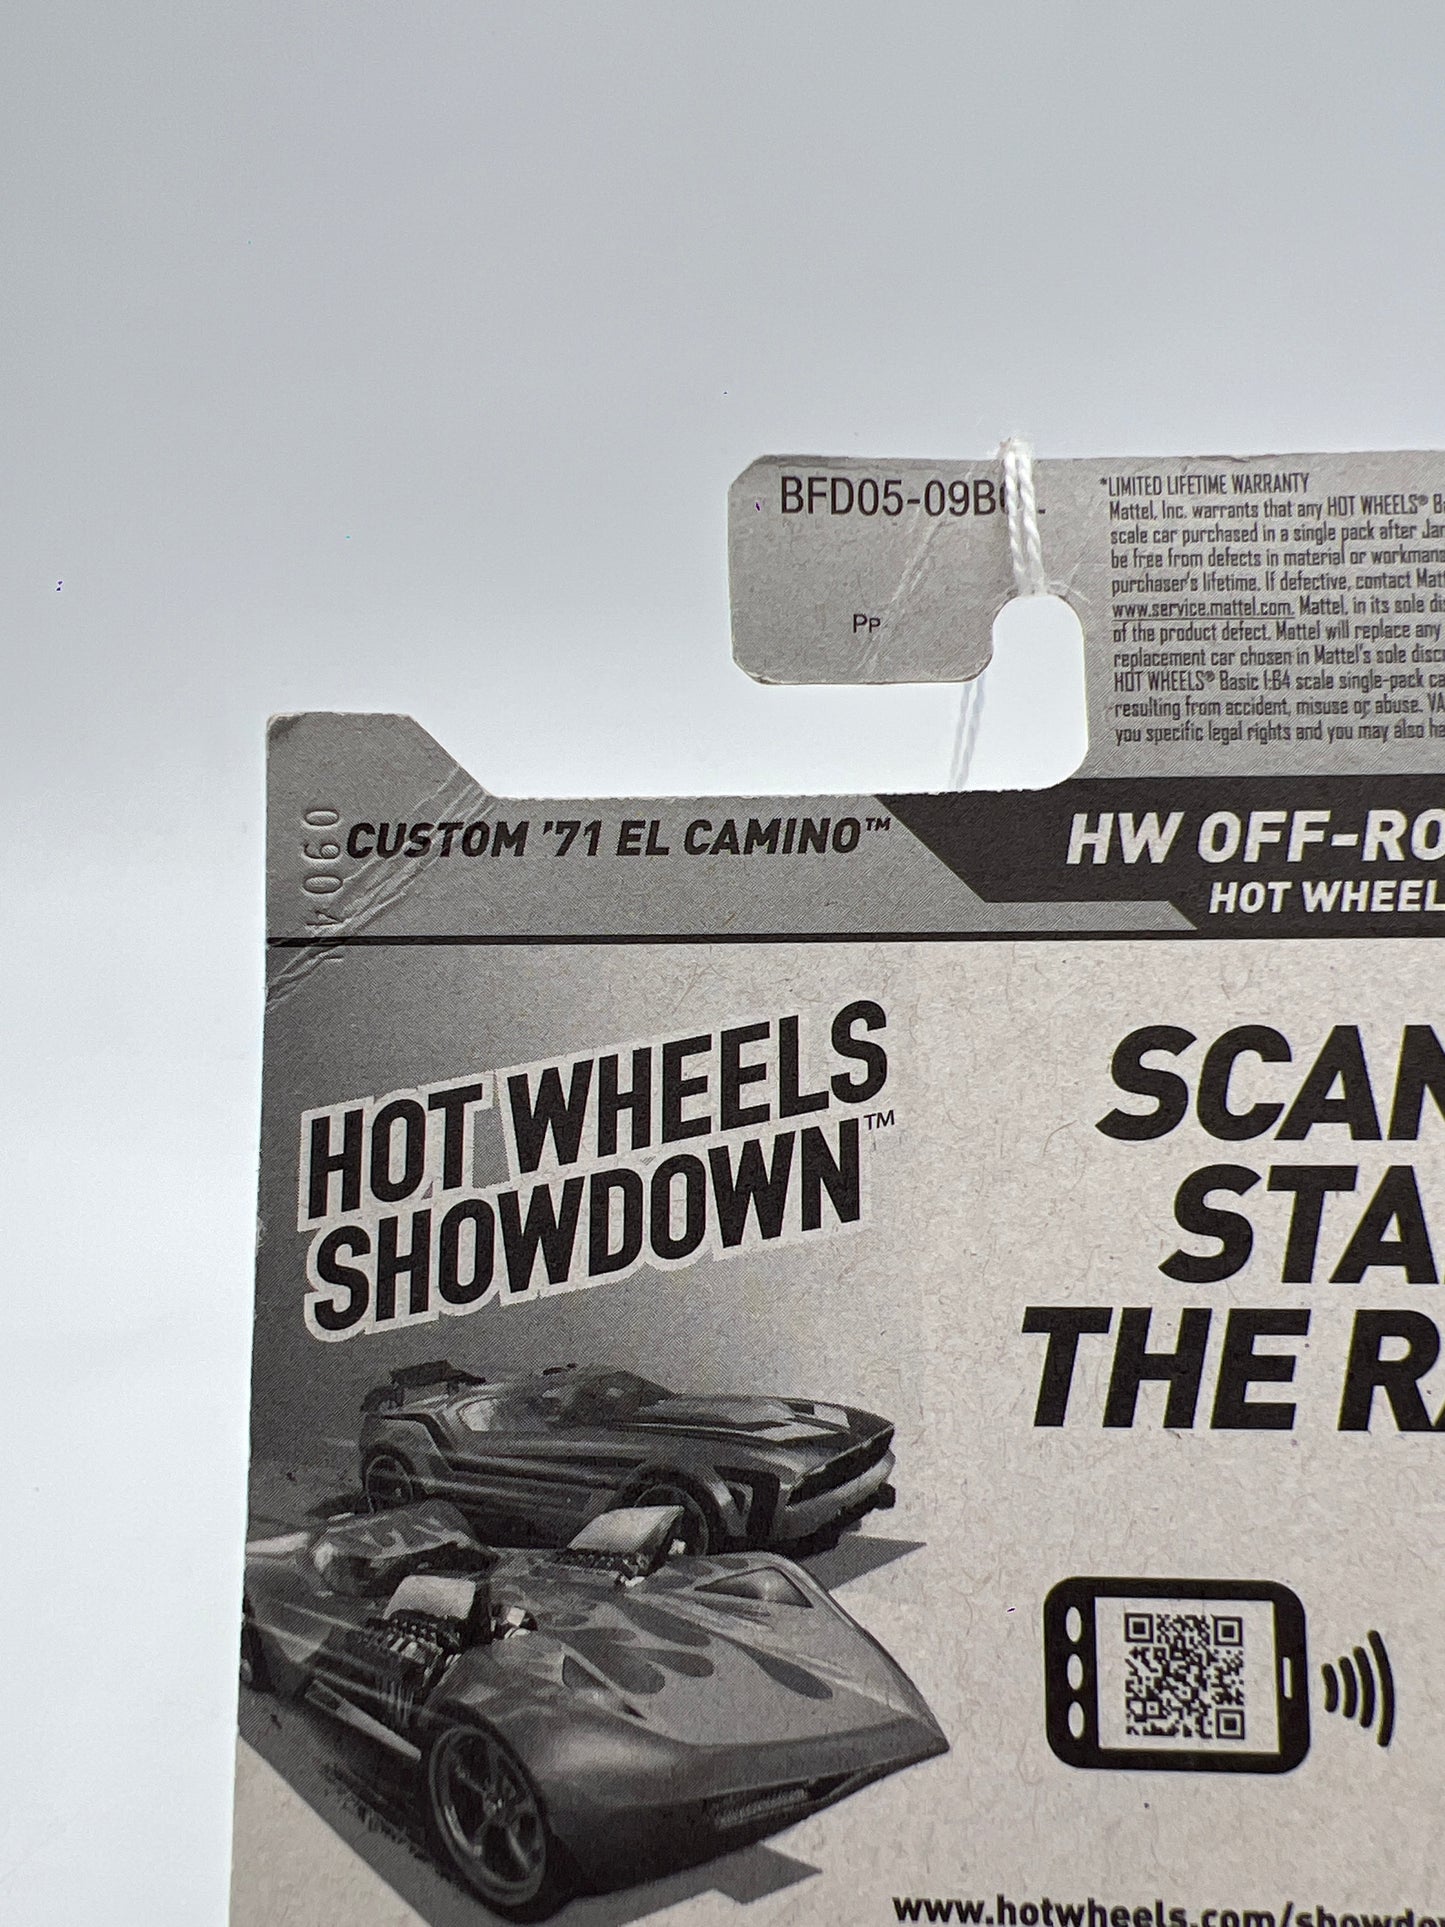 BFD05-09B
Pp
*LIMITED LIFETIME WARRANTY
Mattel, Inc. warrants that any HOT WHEELS®
scale car purchased in a single pack after
be free from defects in material or
purchaser's lifetime. If defective, contact
www.service.mattel.com. Mattel, in its sole
of the product defect. Mattel will replace any
replacement car chosen in Mattel's sole
HOT WHEELS® Basic 1:64 scale single-pack
resulting from accident, misuse or abuse.
you specific legal rights and you may also
0904
CUSTOM '71 EL CAMINO™
HW OFF-RO
HOT WHEEL
HOT WHEELS
SHOWDOWN™
SCAN
STA
THE RA
www.hotwheels.com/showdo